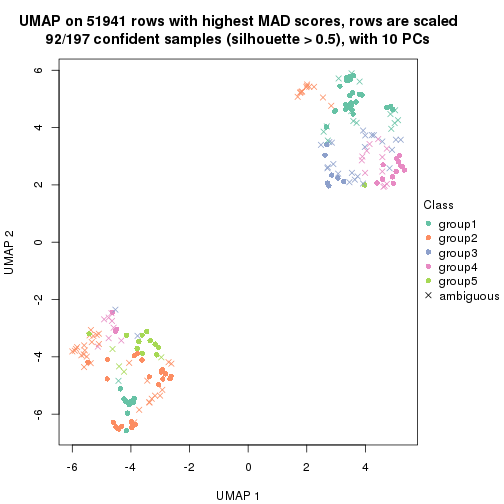 UMAP on 51941 rows with highest MAD scores, rows are scaled
92/197 confident samples (silhouette > 0.5), with 10 PCs
6
4
2
0
-2
-4
-6
UMAP 2
-6
-4
-2
0
2
4
UMAP 1
Class
group1
group2
group3
group4
group5
ambiguous